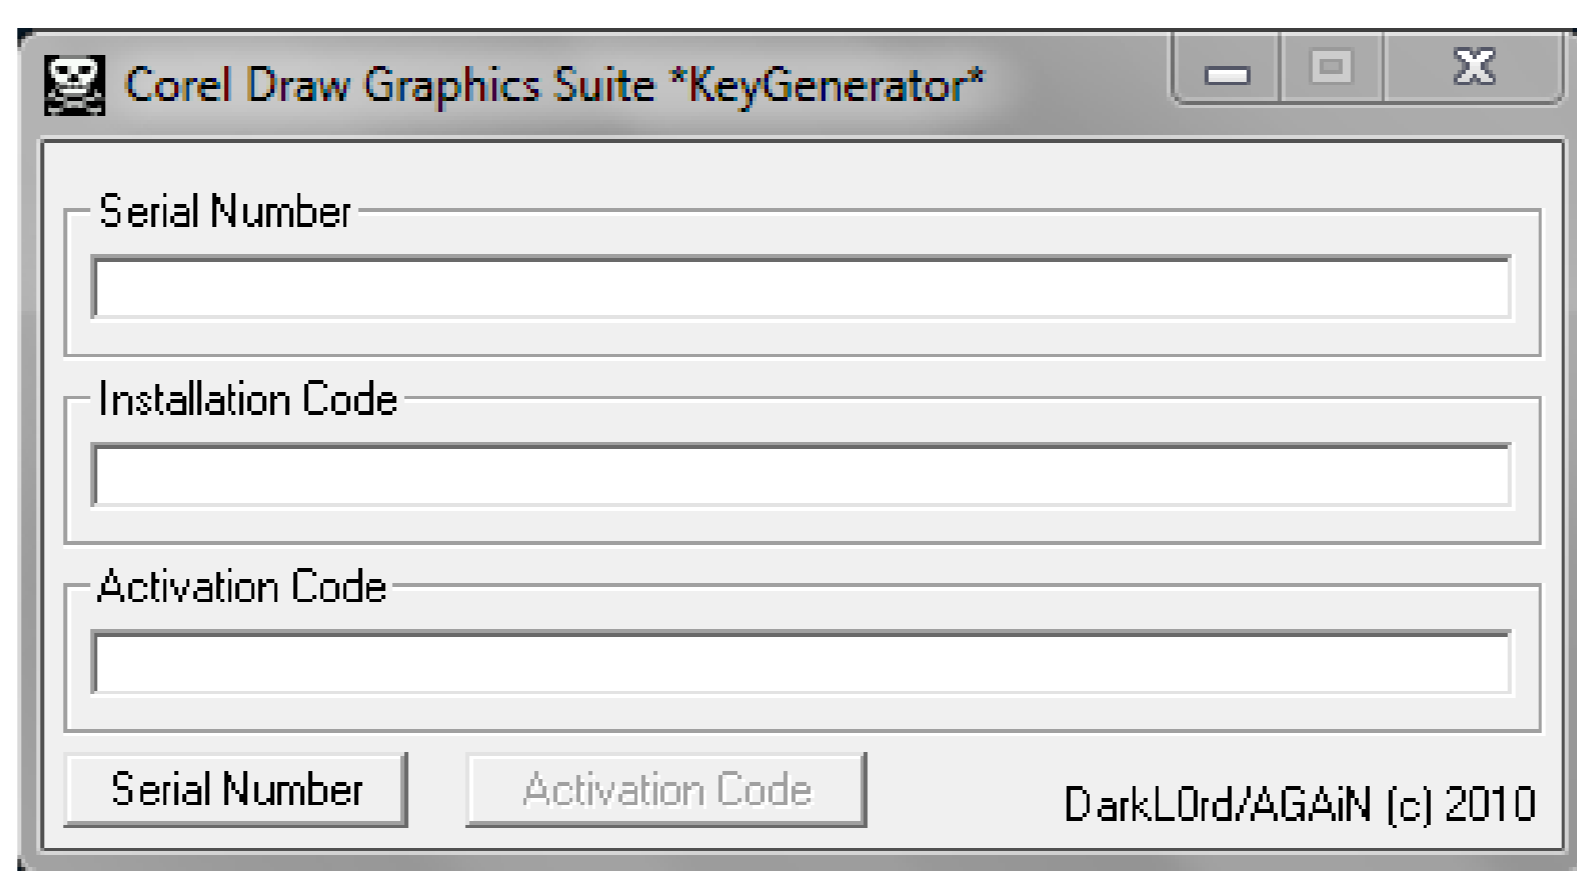 Corel Draw Graphics Suite *KeyGenerator*
Serial Number
Installation Code
Activation Code
Serial Number
Activation Code
DarkL0rd/AGAiN (c) 2010